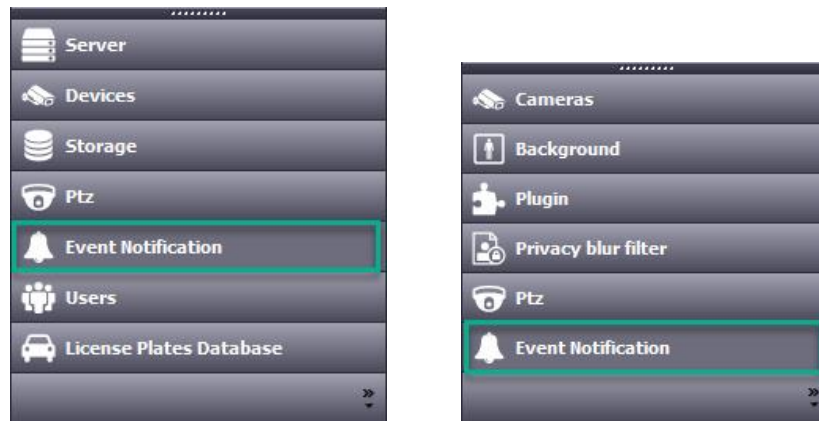 Server
Devices
Storage
Ptz
Event Notification
Users
License Plates Database
Cameras
Background
Plugin
Privacy blur filter
Ptz
Event Notification